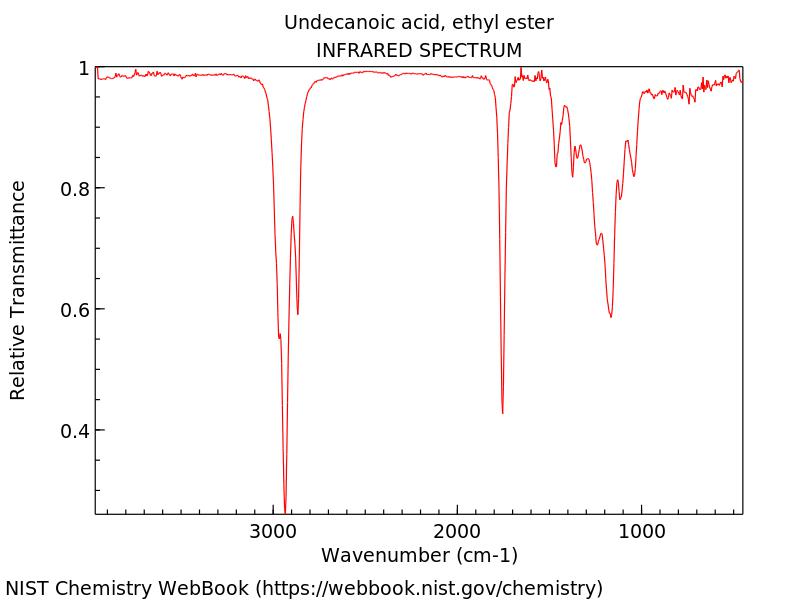 Undecanoic acid, ethyl ester
INFRARED SPECTRUM
1
0.8
0.6
0.4
Relative Transmittance
3000 2000 1000
Wavenumber (cm-1)
NIST Chemistry WebBook (https://webbook.nist.gov/chemistry)